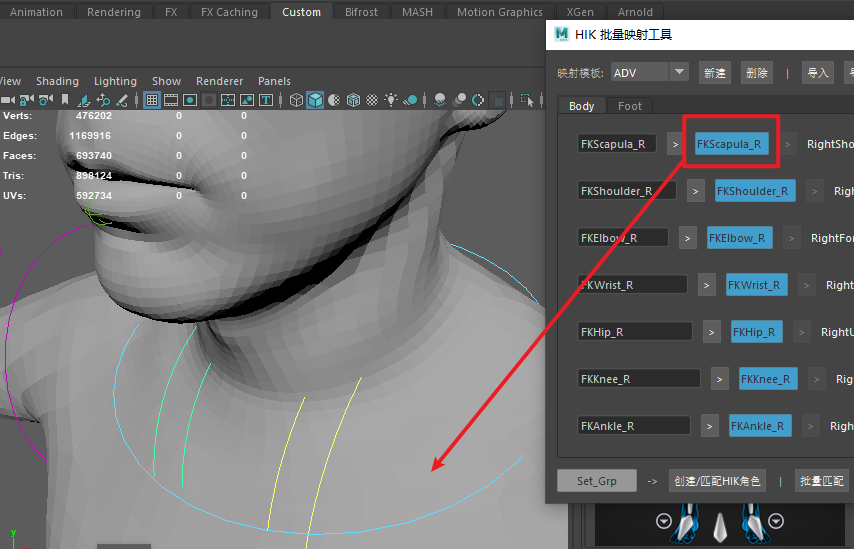 Animation Rendering FX FX Caching Custom Bifrost MASH Motion Graphics XGen Arnold
HIK 批量映射工具
View Shading Lighting Show Renderer Panels
映射模板: ADV 新建 删除 | 导入
Verts: 476202 0 0
Edges: 1169916 0 0
Faces: 693740 0 0
Tris: 898124 0 0
UVs: 592734 0 0
Body Foot
FKScapula_R > FKScapula_R > RightSho
FKShoulder_R > FKShoulder_R >
FKElbow_R > FKElbow_R > RightFor
FKWrist_R > FKWrist_R > Right
FKHip_R > FKHip_R > RightU
FKKnee_R > FKKnee_R > Righ
FKAnkle_R > FKAnkle_R > Righ
Set_Grp -> 创建/匹配HIK角色 | 批量匹配
y